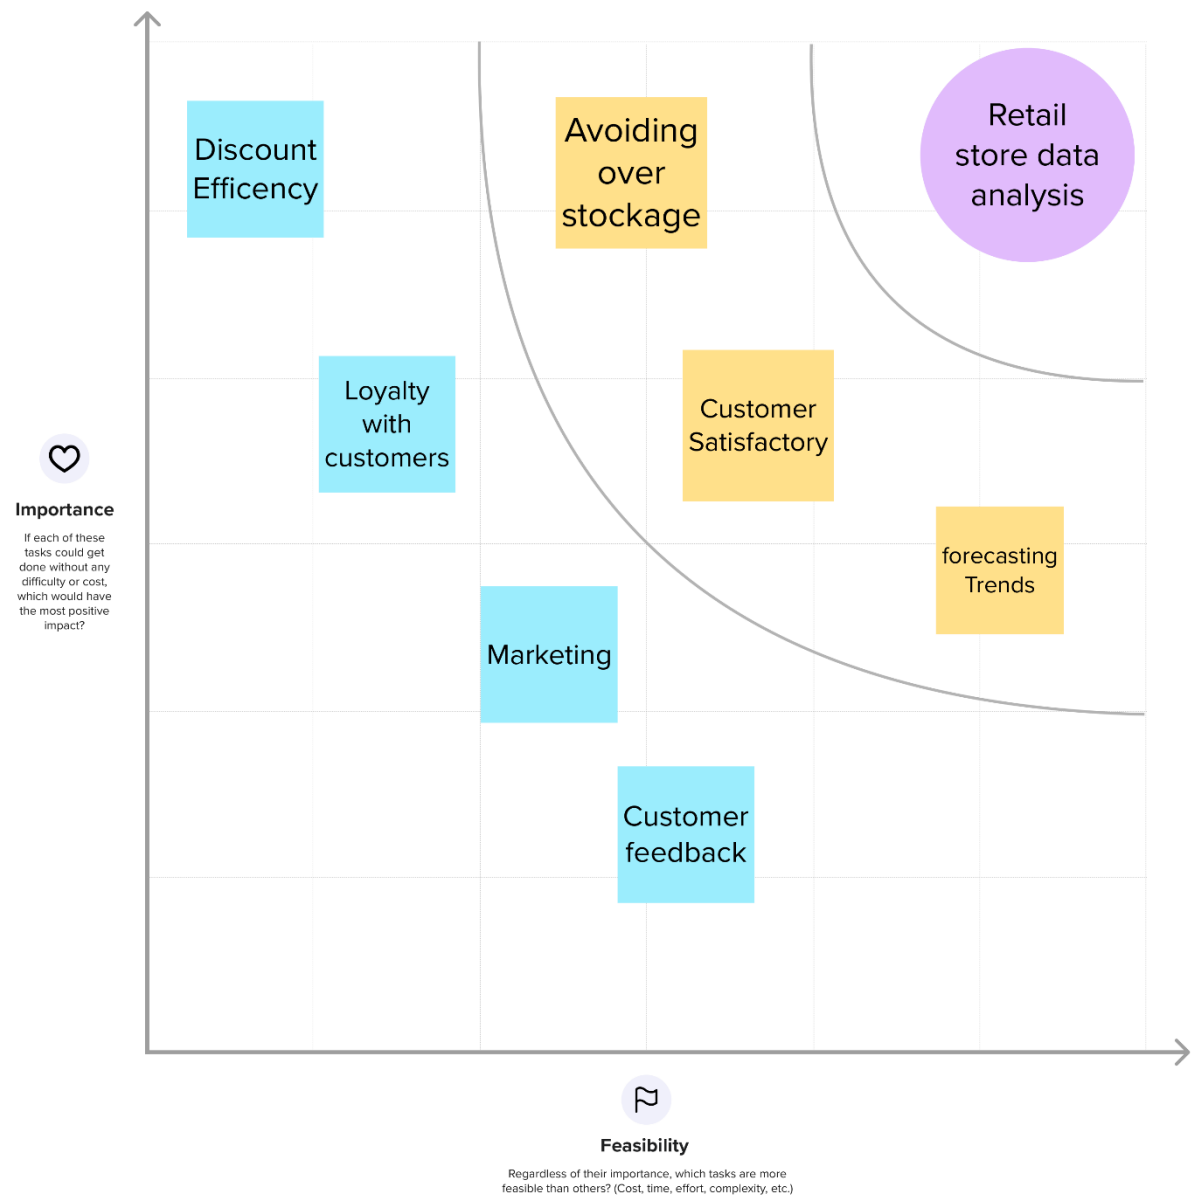 Discount
Efficency
Avoiding
over
stockage
Retail
store data
analysis
Loyalty
with
customers
Customer
Satisfactory
forecasting
Trends
Marketing
Customer
feedback
Importance
If each of these
tasks could get
done without any
difficulty or cost,
which would have
the most positive
impact?
Feasibility
Regardless of their importance, which tasks are more
feasible than others? (Cost, time, effort, complexity, etc.)